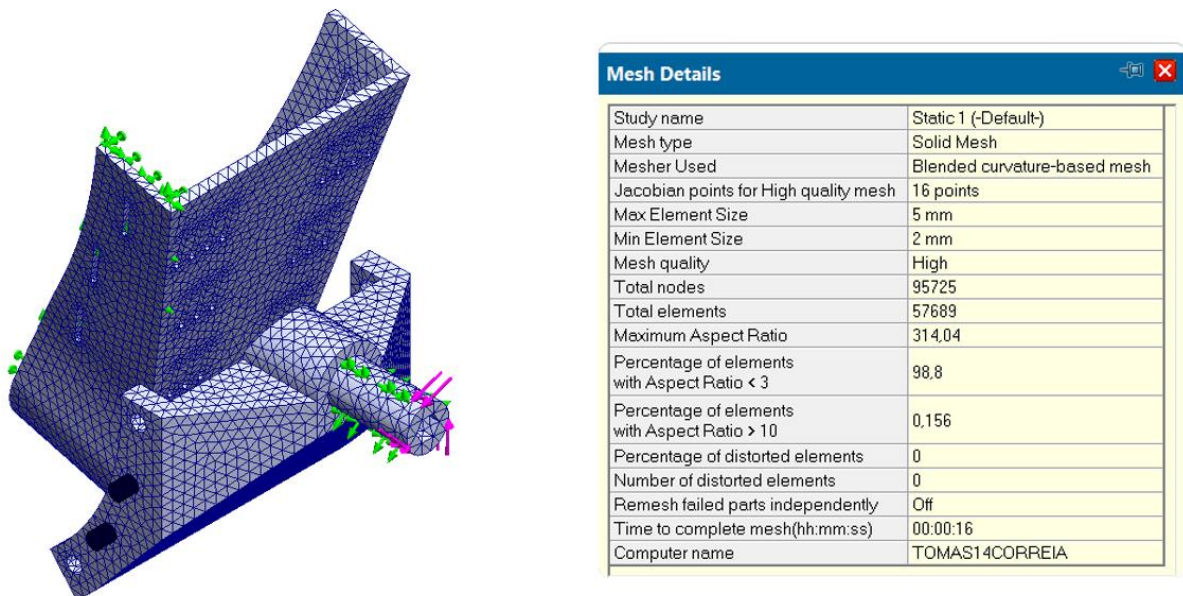 Mesh Details
Study name Static 1 (-Default-)
Mesh type Solid Mesh
Mesher Used Blended curvature-based mesh
Jacobian points for High quality mesh 16 points
Max Element Size 5 mm
Min Element Size 2 mm
Mesh quality High
Total nodes 95725
Total elements 57689
Maximum Aspect Ratio 314,04
Percentage of elements
with Aspect Ratio < 3 98,8
Percentage of elements
with Aspect Ratio > 10 0,156
Percentage of distorted elements 0
Number of distorted elements 0
Remesh failed parts independently Off
Time to complete mesh(hh:mm:ss) 00:00:16
Computer name TOMAS14CORREIA